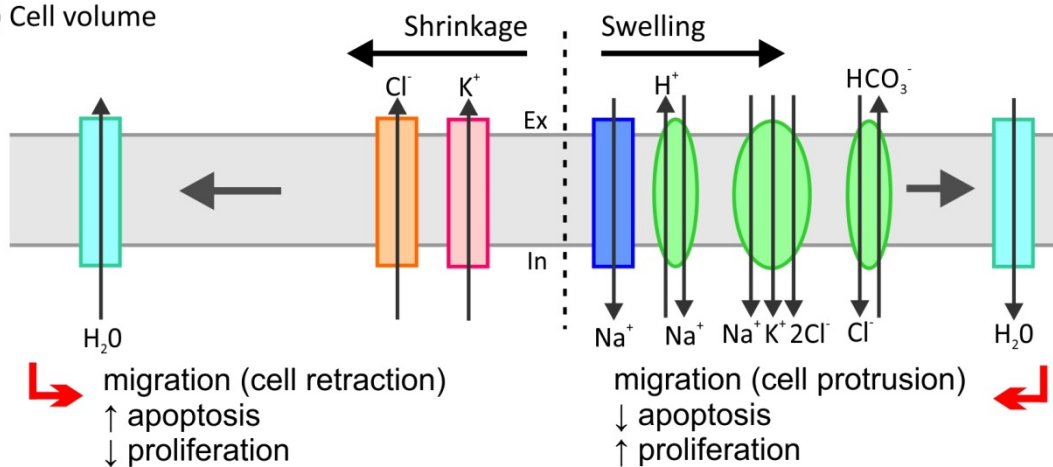 ) Cell volume
Shrinkage
Swelling
Cl⁻
K⁺
H⁺
HCO₃⁻
Ex
In
H₂0
Na⁺
Na⁺
Na⁺ K⁺ 2Cl⁻
Cl⁻
H₂0
migration (cell retraction)
↑ apoptosis
↓ proliferation
migration (cell protrusion)
↓ apoptosis
↑ proliferation